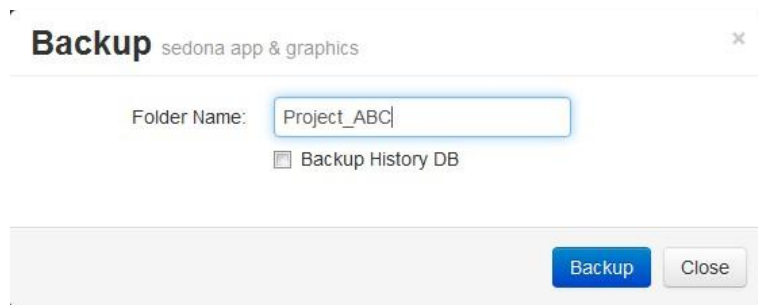 Backup sedona app & graphics ×
Folder Name: Project_ABC
Backup History DB
Backup Close